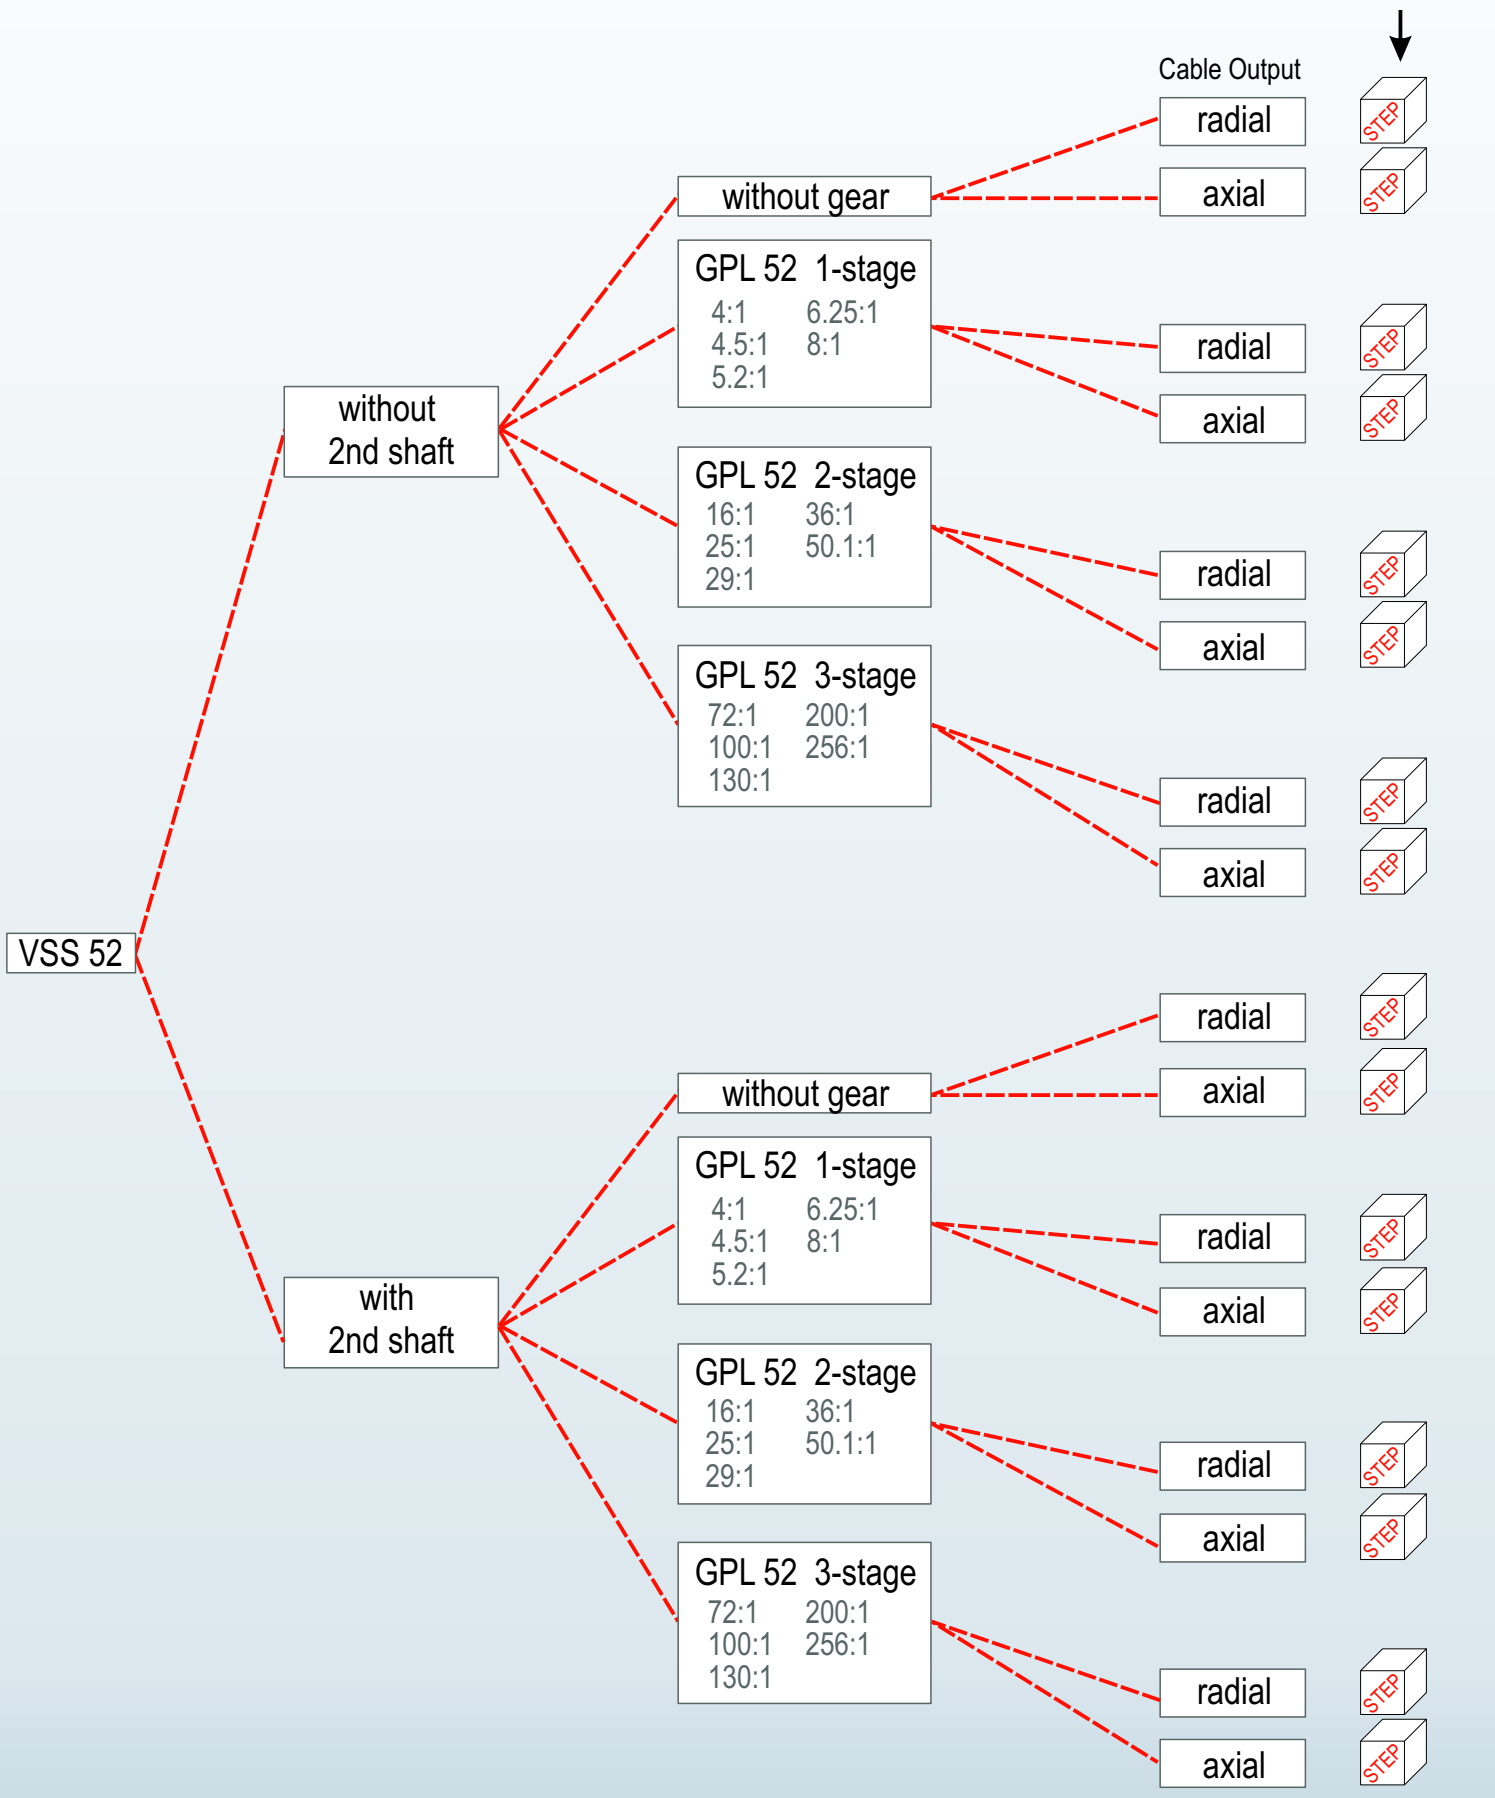 Cable Output
radial STEP
axial STEP
without gear
GPL 52 1-stage
4:1 6.25:1
4.5:1 8:1
5.2:1
radial STEP
axial STEP
without
2nd shaft
GPL 52 2-stage
16:1 36:1
25:1 50.1:1
29:1
radial STEP
axial STEP
GPL 52 3-stage
72:1 200:1
100:1 256:1
130:1
radial STEP
axial STEP
VSS 52
without gear
radial STEP
axial STEP
GPL 52 1-stage
4:1 6.25:1
4.5:1 8:1
5.2:1
radial STEP
axial STEP
with
2nd shaft
GPL 52 2-stage
16:1 36:1
25:1 50.1:1
29:1
radial STEP
axial STEP
GPL 52 3-stage
72:1 200:1
100:1 256:1
130:1
radial STEP
axial STEP